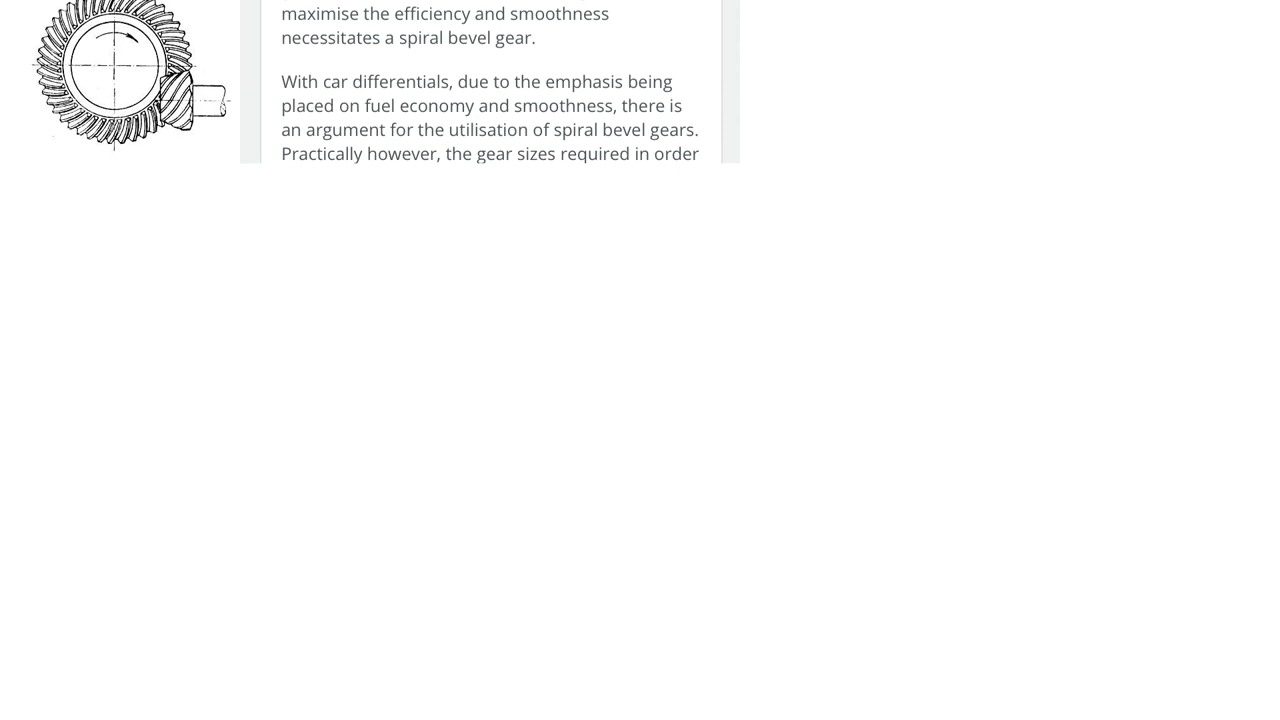 maximise the efficiency and smoothness
necessitates a spiral bevel gear.
With car differentials, due to the emphasis being
placed on fuel economy and smoothness, there is
an argument for the utilisation of spiral bevel gears.
Practically however, the gear sizes required in order